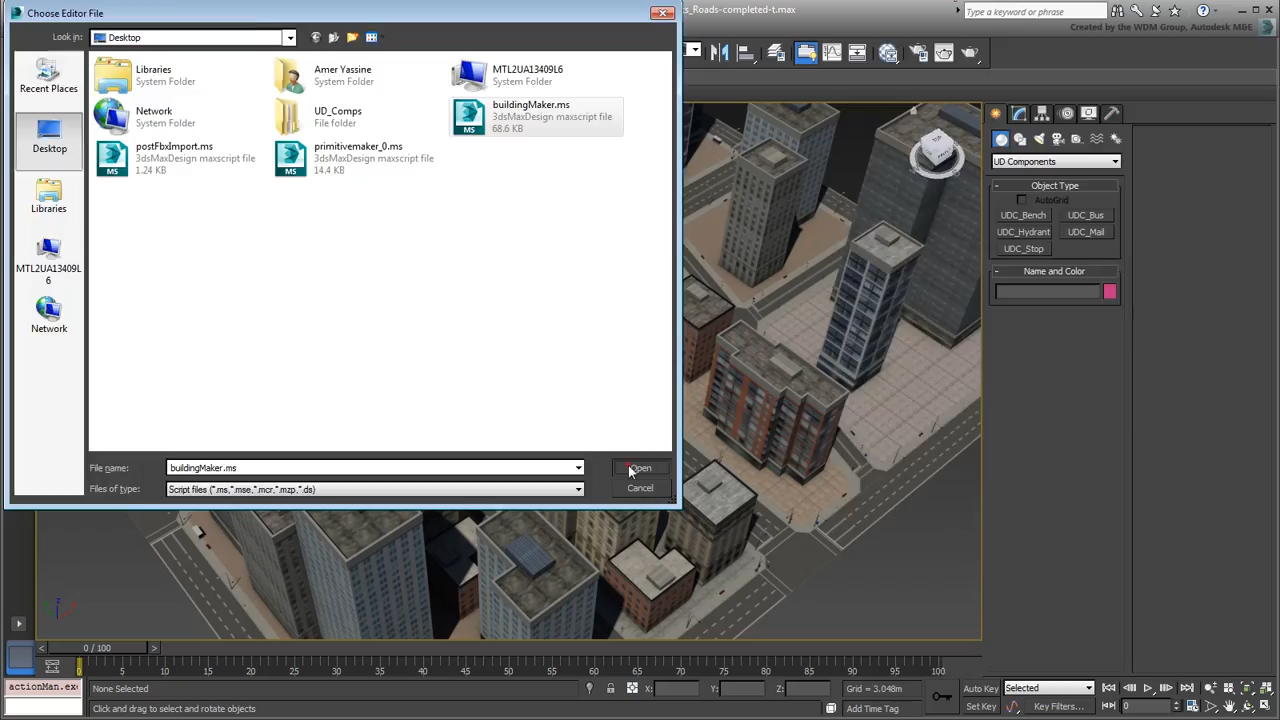 Choose Editor File
s_Roads-completed-t.max
Type a keyword or phrase
Created by the WDM Group, Autodesk M&E
Look in:
Desktop
Recent Places
Desktop
Libraries
MTL2UA13409L
6
Network
Libraries
System Folder
Amer Yassine
System Folder
MTL2UA13409L6
System Folder
Network
System Folder
UD_Comps
File folder
buildingMaker.ms
3dsMaxDesign maxscript file
68.6 KB
postFbxImport.ms
3dsMaxDesign maxscript file
1.24 KB
primitivemaker_0.ms
3dsMaxDesign maxscript file
14.4 KB
File name:
buildingMaker.ms
Open
Files of type:
Script files (*.ms,*.mse,*.mcr,*.mzp,*.ds)
Cancel
UD Components
- Object Type
AutoGrid
UDC_Bench
UDC_Bus
UDC_Hydrant
UDC_Mail
UDC_Stop
- Name and Color
TOP
z
< 0 / 100 >
0 5 10 15 20 25 30 35 40 45 50 55 60 65 70 75 80 85 90 95 100
actionMan.exe
None Selected
X:
Y:
Z:
Grid = 3.048m
Auto Key
Selected
Click and drag to select and rotate objects
Add Time Tag
Set Key
Key Filters...
0